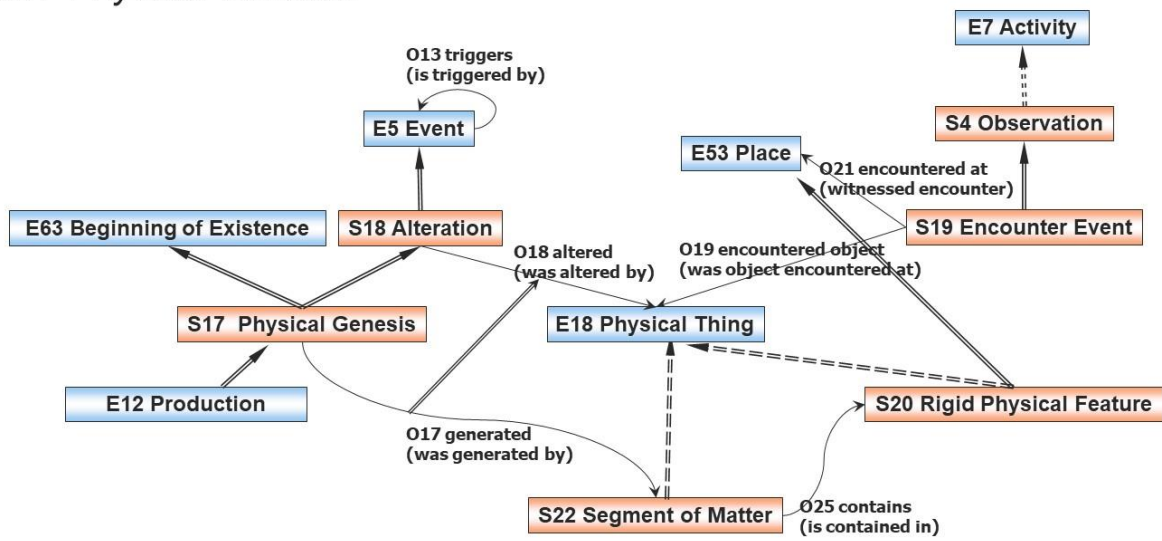 E7 Activity
O13 triggers
(is triggered by)
E5 Event
S4 Observation
E53 Place
O21 encountered at
(witnessed encounter)
E63 Beginning of Existence
S18 Alteration
S19 Encounter Event
O18 altered
(was altered by)
O19 encountered object
(was object encountered at)
S17 Physical Genesis
E18 Physical Thing
E12 Production
S20 Rigid Physical Feature
O17 generated
(was generated by)
S22 Segment of Matter
O25 contains
(is contained in)